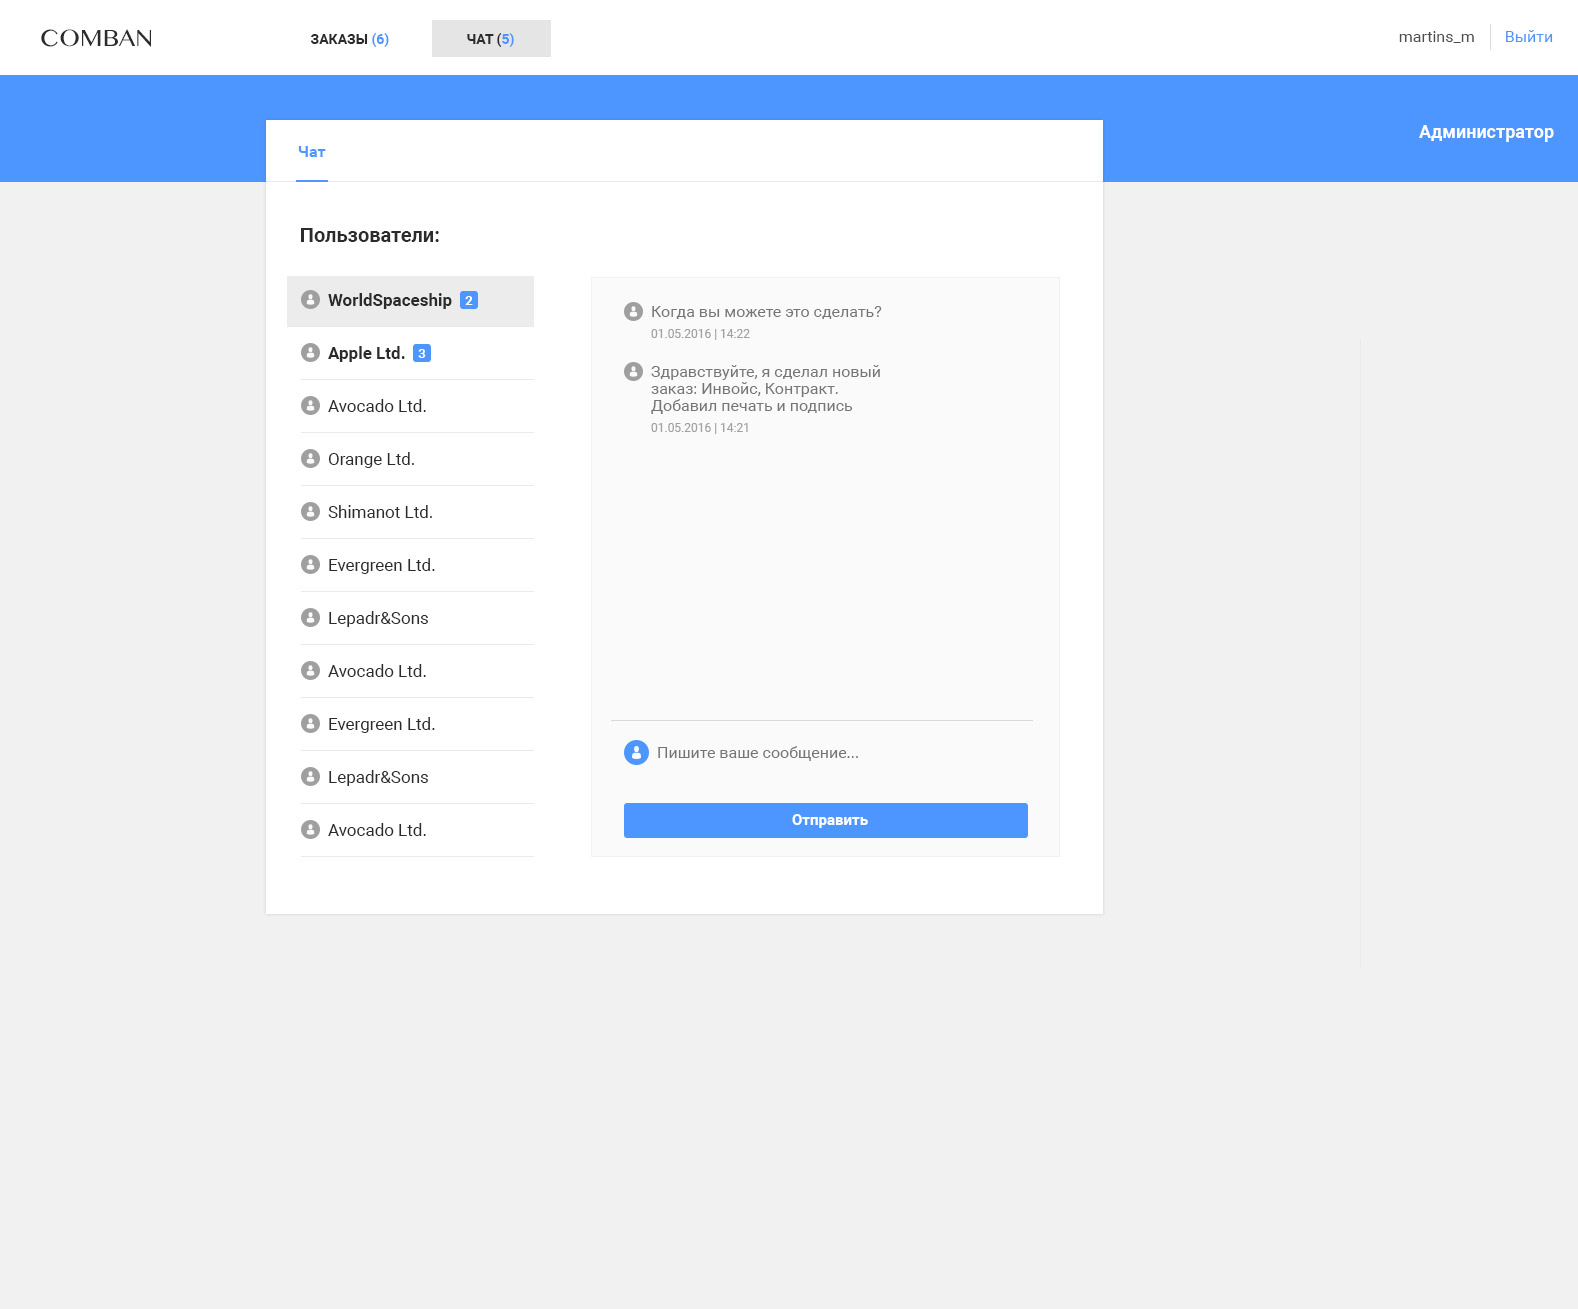 COMBAN
ЗАКАЗЫ (6)
ЧАТ (5)
martins_m
Выйти
Администратор
Чат
Пользователи:
WorldSpaceship 2
Apple Ltd. 3
Avocado Ltd.
Orange Ltd.
Shimanot Ltd.
Evergreen Ltd.
Lepadr&Sons
Avocado Ltd.
Evergreen Ltd.
Lepadr&Sons
Avocado Ltd.
Когда вы можете это сделать?
01.05.2016 | 14:22
Здравствуйте, я сделал новый
заказ: Инвойс, Контракт.
Добавил печать и подпись
01.05.2016 | 14:21
Пишите ваше сообщение...
Отправить